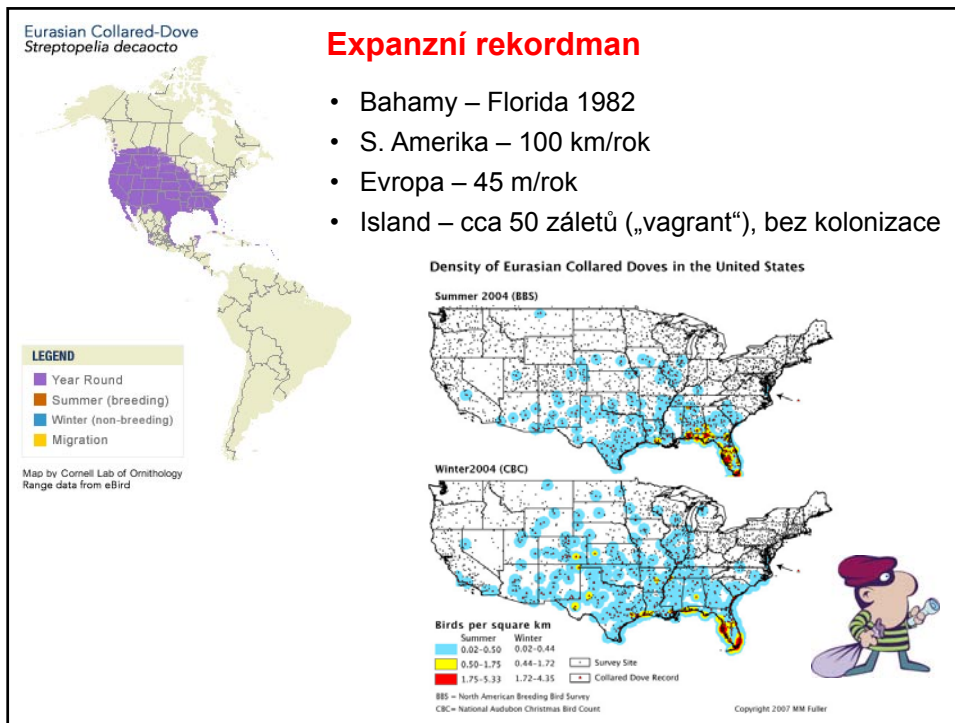 Eurasian Collared-Dove
Streptopelia decaocto
Expanzní rekordman
• Bahamy – Florida 1982
• S. Amerika – 100 km/rok
• Evropa – 45 m/rok
• Island – cca 50 záletů („vagrant“), bez kolonizace
LEGEND
Year Round
Summer (breeding)
Winter (non-breeding)
Migration
Map by Cornell Lab of Ornithology
Range data from eBird
Density of Eurasian Collared Doves in the United States
Summer 2004 (BBS)
Winter2004 (CBC)
Birds per square km
Summer Winter
0.02-0.50 0.02-0.44
0.50-1.75 0.44-1.72 Survey Site
1.75-5.33 1.72-4.35 Collared Dove Record
BBS = North American Breeding Bird Survey
CBC= National Audubon Christmas Bird Count
Copyright 2007 MM Fuller